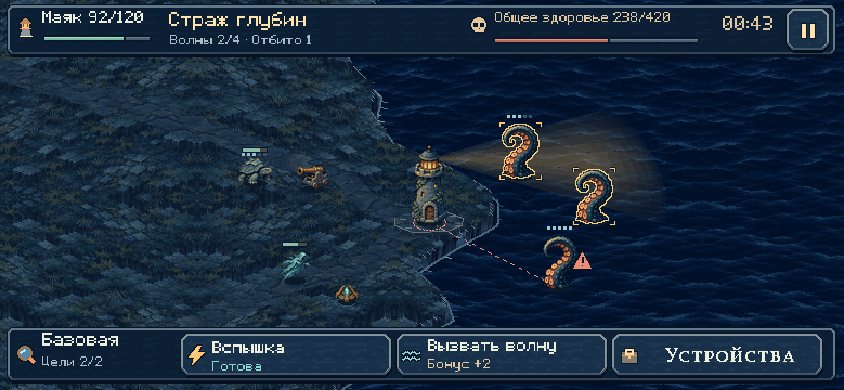 Маяк 92/120
Страж глубин
Волны 2/4 · Отбито 1
Общее здоровье 238/420
00:43
Базовая
Цели 2/2
Вспышка
Готова
Вызвать волну
Бонус +2
Устройства